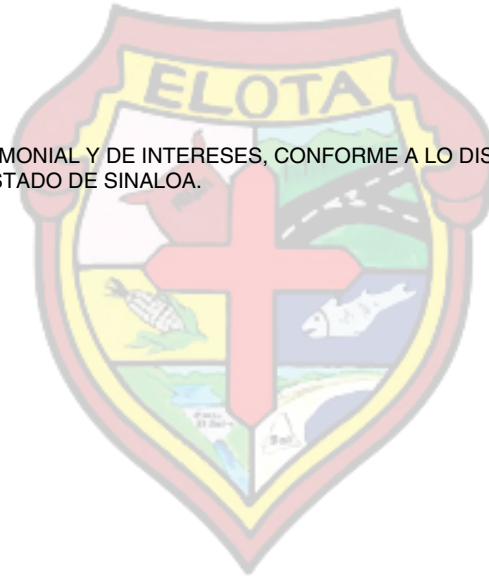 ELOTA
MONIAL Y DE INTERESES, CONFORME A LO DIS
STADO DE SINALOA.